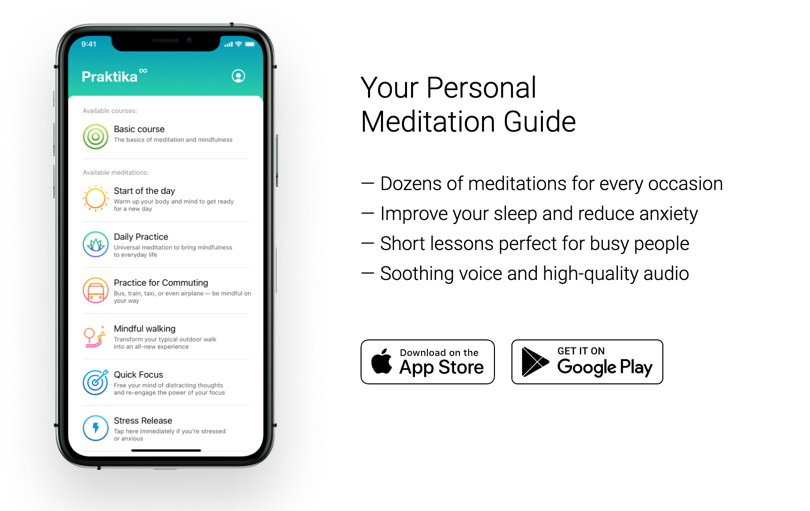 9:41
Praktika∞
Available courses:
Basic course
The basics of meditation and mindfulness
Available meditations:
Start of the day
Warm up your body and mind to get ready
for a new day
Daily Practice
Universal meditation to bring mindfulness
to everyday life
Practice for Commuting
Bus, train, taxi, or even airplane — be mindful on
your way
Mindful walking
Transform your typical outdoor walk
into an all-new experience
Quick Focus
Free your mind of distracting thoughts
and re-engage the power of your focus
Stress Release
Tap here immediately if you're stressed
or anxious
Your Personal
Meditation Guide
— Dozens of meditations for every occasion
— Improve your sleep and reduce anxiety
— Short lessons perfect for busy people
— Soothing voice and high-quality audio
Download on the
App Store
GET IT ON
Google Play